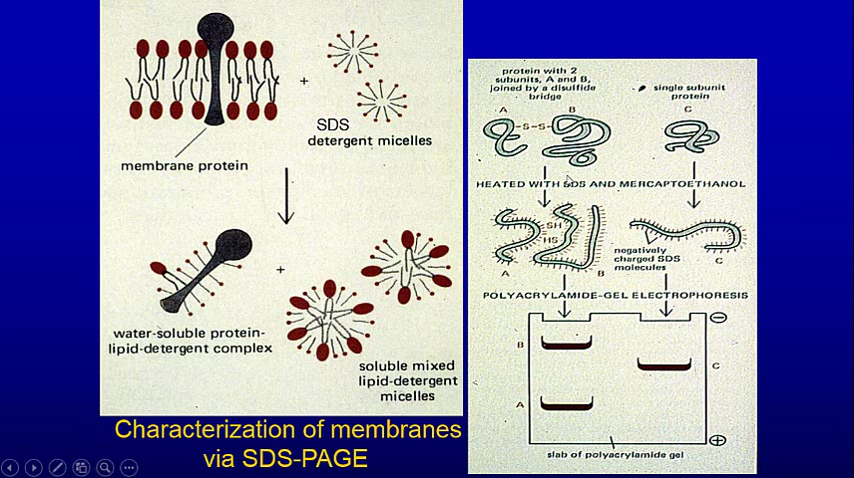 +
SDS
detergent micelles
membrane protein
+
water-soluble protein-
lipid-detergent complex
soluble mixed
lipid-detergent
micelles
Characterization of membranes
via SDS-PAGE
protein with 2
subunits, A and B,
joined by a disulfide
bridge
single subunit
protein
A
B
C
S-S
HEATED WITH SDS AND MERCAPTOETHANOL
SH
HS
negatively
charged SDS
molecules
A
B
C
POLYACRYLAMIDE-GEL ELECTROPHORESIS
−
B
C
A
+
slab of polyacrylamide gel